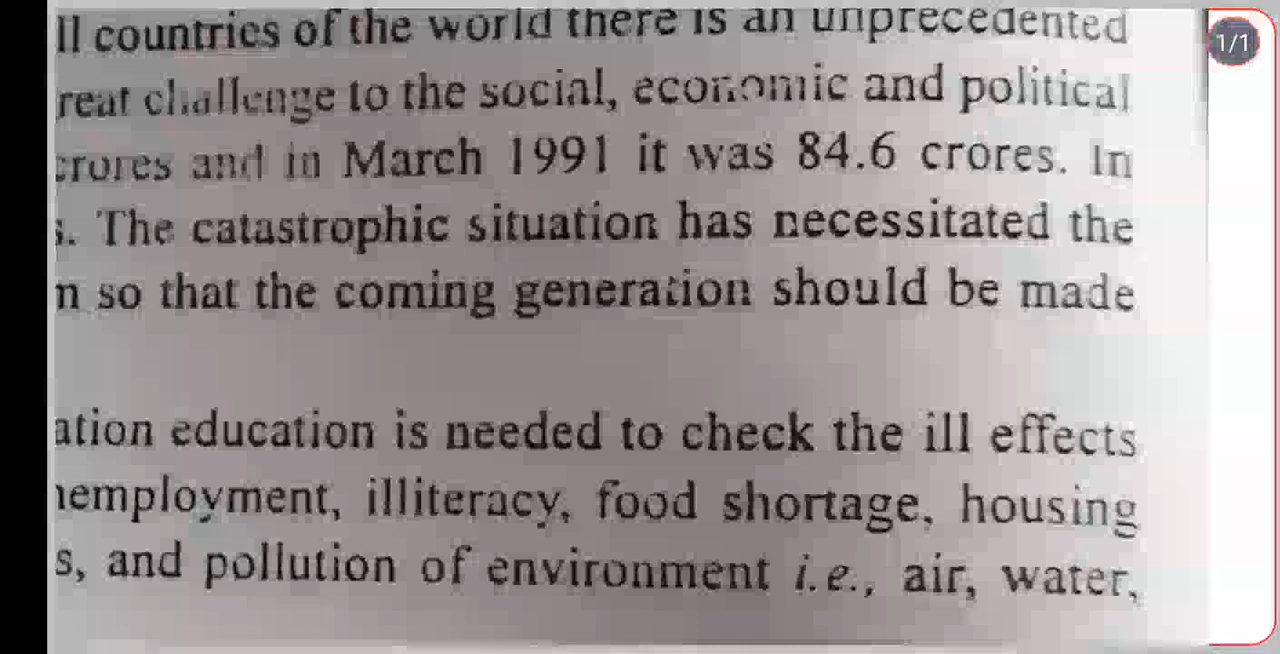 ll countries of the world there is an unprecedented
reat challenge to the social, economic and political
crores and in March 1991 it was 84.6 crores. In
s. The catastrophic situation has necessitated the
n so that the coming generation should be made
ation education is needed to check the ill effects
nemployment, illiteracy, food shortage, housing
s, and pollution of environment i.e., air, water,
1/1